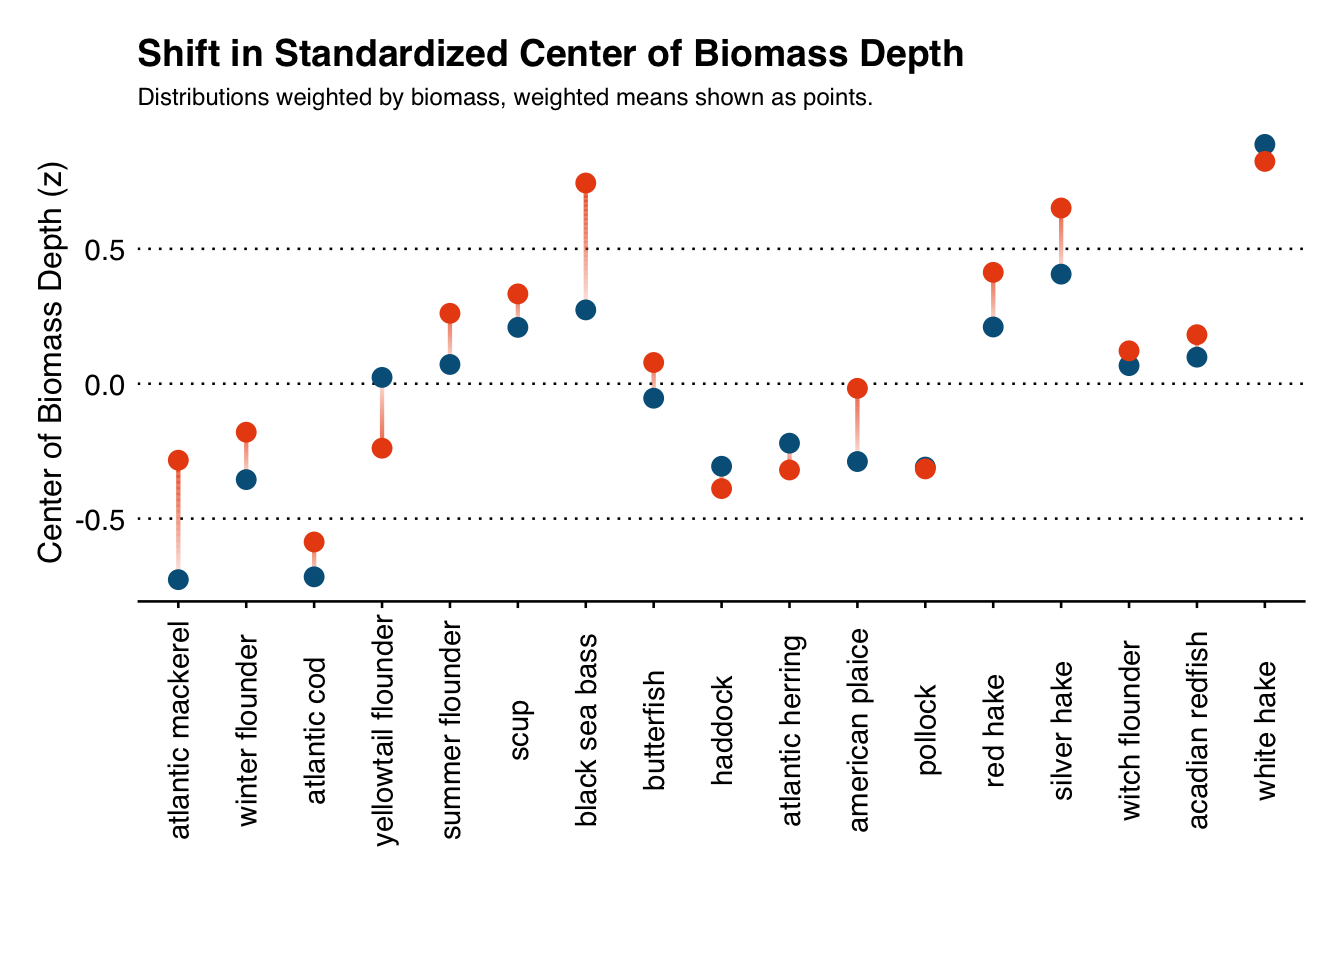 Shift in Standardized Center of Biomass Depth
Distributions weighted by biomass, weighted means shown as points.
Center of Biomass Depth (z)
0.5
0.0
-0.5
atlantic mackerel
winter flounder
atlantic cod
yellowtail flounder
summer flounder
scup
black sea bass
butterfish
haddock
atlantic herring
american plaice
pollock
red hake
silver hake
witch flounder
acadian redfish
white hake